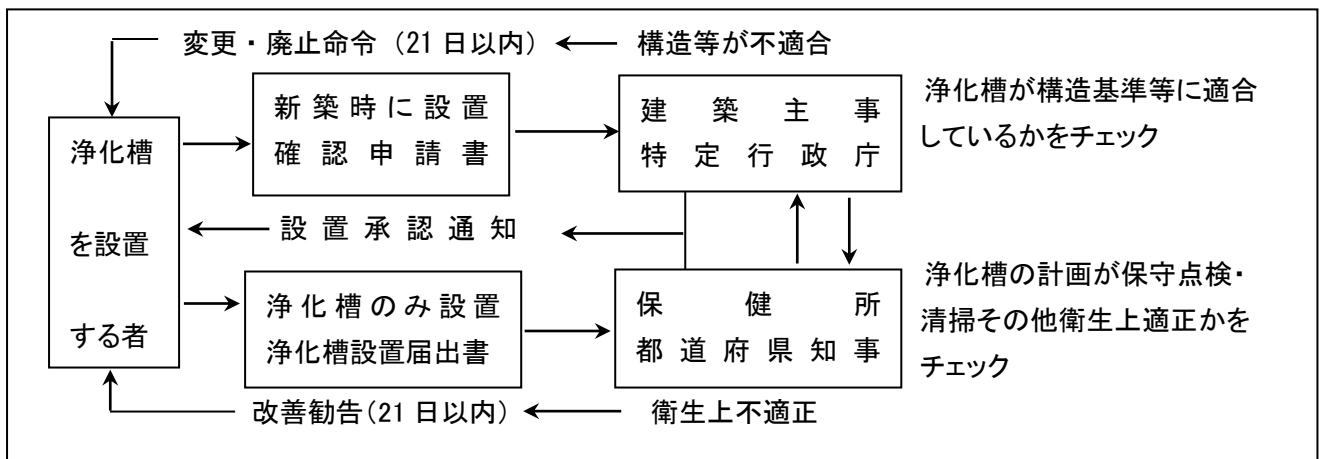 変更・廃止命令（21日以内）
構造等が不適合
新築時に設置
確認申請書
建築主事
特定行政庁
浄化槽が構造基準等に適合
しているかをチェック
浄化槽
を設置
する者
設置承認通知
浄化槽のみ設置
浄化槽設置届出書
保健所
都道府県知事
浄化槽の計画が保守点検・
清掃その他衛生上適正かを
チェック
改善勧告（21日以内）
衛生上不適正